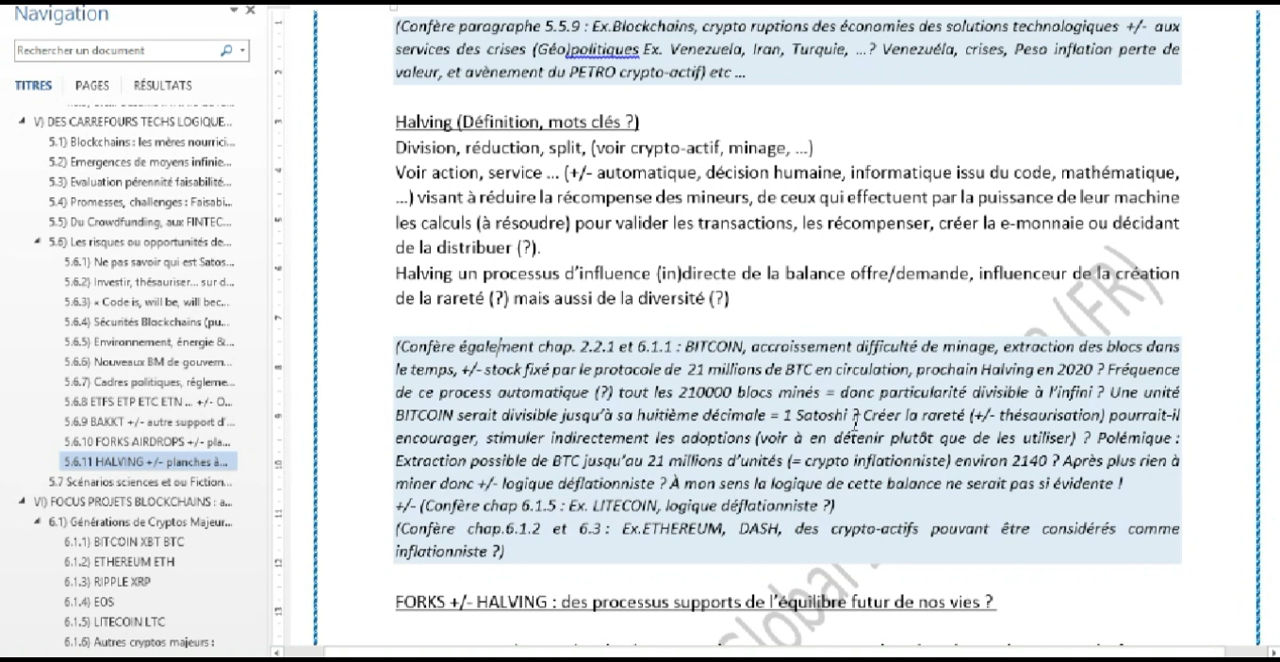 Navigation
Rechercher un document
TITRES PAGES RÉSULTATS
V) DES CARREFOURS TECHS LOGIQUE...
5.1) Blockchains : les mères nourrici...
5.2) Emergences de moyens infinie...
5.3) Evaluation pérennité faisabilité...
5.4) Promesses, challenges : Faisabi...
5.5) Du Crowdfunding, aux FINTEC...
5.6) Les risques ou opportunités de...
5.6.1) Ne pas savoir qui est Satos...
5.6.2) Investir, thésauriser... sur d...
5.6.3) « Code is, will be, will bec...
5.6.4) Sécurités Blockchains (pu...
5.6.5) Environnement, énergie &...
5.6.6) Nouveaux BM de gouvern...
5.6.7) Cadres politiques, régleme...
5.6.8 ETFS ETP ETC ETN ... +/- O...
5.6.9 BAKKT +/- autre support d'...
5.6.10 FORKS AIRDROPS +/- pla...
5.6.11 HALVING +/- planches à...
5.7 Scénarios sciences et ou Fiction...
VI) FOCUS PROJETS BLOCKCHAINS : a...
6.1) Générations de Cryptos Majeur...
6.1.1) BITCOIN XBT BTC
6.1.2) ETHEREUM ETH
6.1.3) RIPPLE XRP
6.1.4) EOS
6.1.5) LITECOIN LTC
6.1.6) Autres cryptos majeurs :
(Confère paragraphe 5.5.9 : Ex.Blockchains, crypto ruptions des économies des solutions technologiques +/- aux
services des crises (Géo)politiques Ex. Venezuela, Iran, Turquie, ...? Venezuéla, crises, Peso inflation perte de
valeur, et avènement du PETRO crypto-actif) etc ...
Halving (Définition, mots clés ?)
Division, réduction, split, (voir crypto-actif, minage, ...)
Voir action, service ... (+/- automatique, décision humaine, informatique issu du code, mathématique,
...) visant à réduire la récompense des mineurs, de ceux qui effectuent par la puissance de leur machine
les calculs (à résoudre) pour valider les transactions, les récompenser, créer la e-monnaie ou décidant
de la distribuer (?).
Halving un processus d'influence (in)directe de la balance offre/demande, influenceur de la création
de la rareté (?) mais aussi de la diversité (?)
(Confère également chap. 2.2.1 et 6.1.1 : BITCOIN, accroissement difficulté de minage, extraction des blocs dans
le temps, +/- stock fixé par le protocole de 21 millions de BTC en circulation, prochain Halving en 2020 ? Fréquence
de ce process automatique (?) tout les 210000 blocs minés = donc particularité divisible à l'infini ? Une unité
BITCOIN serait divisible jusqu'à sa huitième décimale = 1 Satoshi ? Créer la rareté (+/- thésaurisation) pourrait-il
encourager, stimuler indirectement les adoptions (voir à en détenir plutôt que de les utiliser) ? Polémique :
Extraction possible de BTC jusqu'au 21 millions d'unités (= crypto inflationniste) environ 2140 ? Après plus rien à
miner donc +/- logique déflationniste ? À mon sens la logique de cette balance ne serait pas si évidente !
+/- (Confère chap 6.1.5 : Ex. LITECOIN, logique déflationniste ?)
(Confère chap.6.1.2 et 6.3 : Ex.ETHEREUM, DASH, des crypto-actifs pouvant être considérés comme
inflationniste ?)
FORKS +/- HALVING : des processus supports de l'équilibre futur de nos vies ?
Global
(FR)